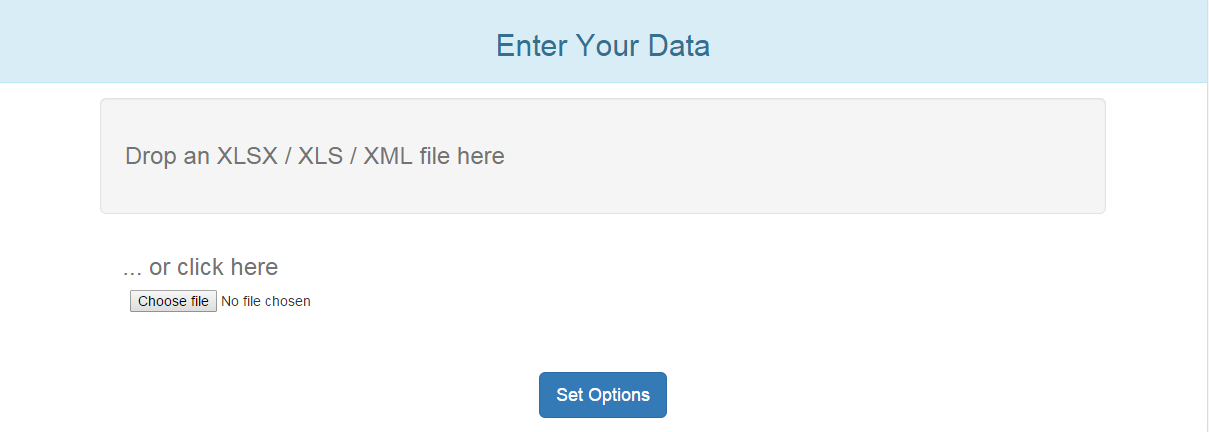 Enter Your Data
Drop an XLSX / XLS / XML file here
... or click here
Choose file No file chosen
Set Options